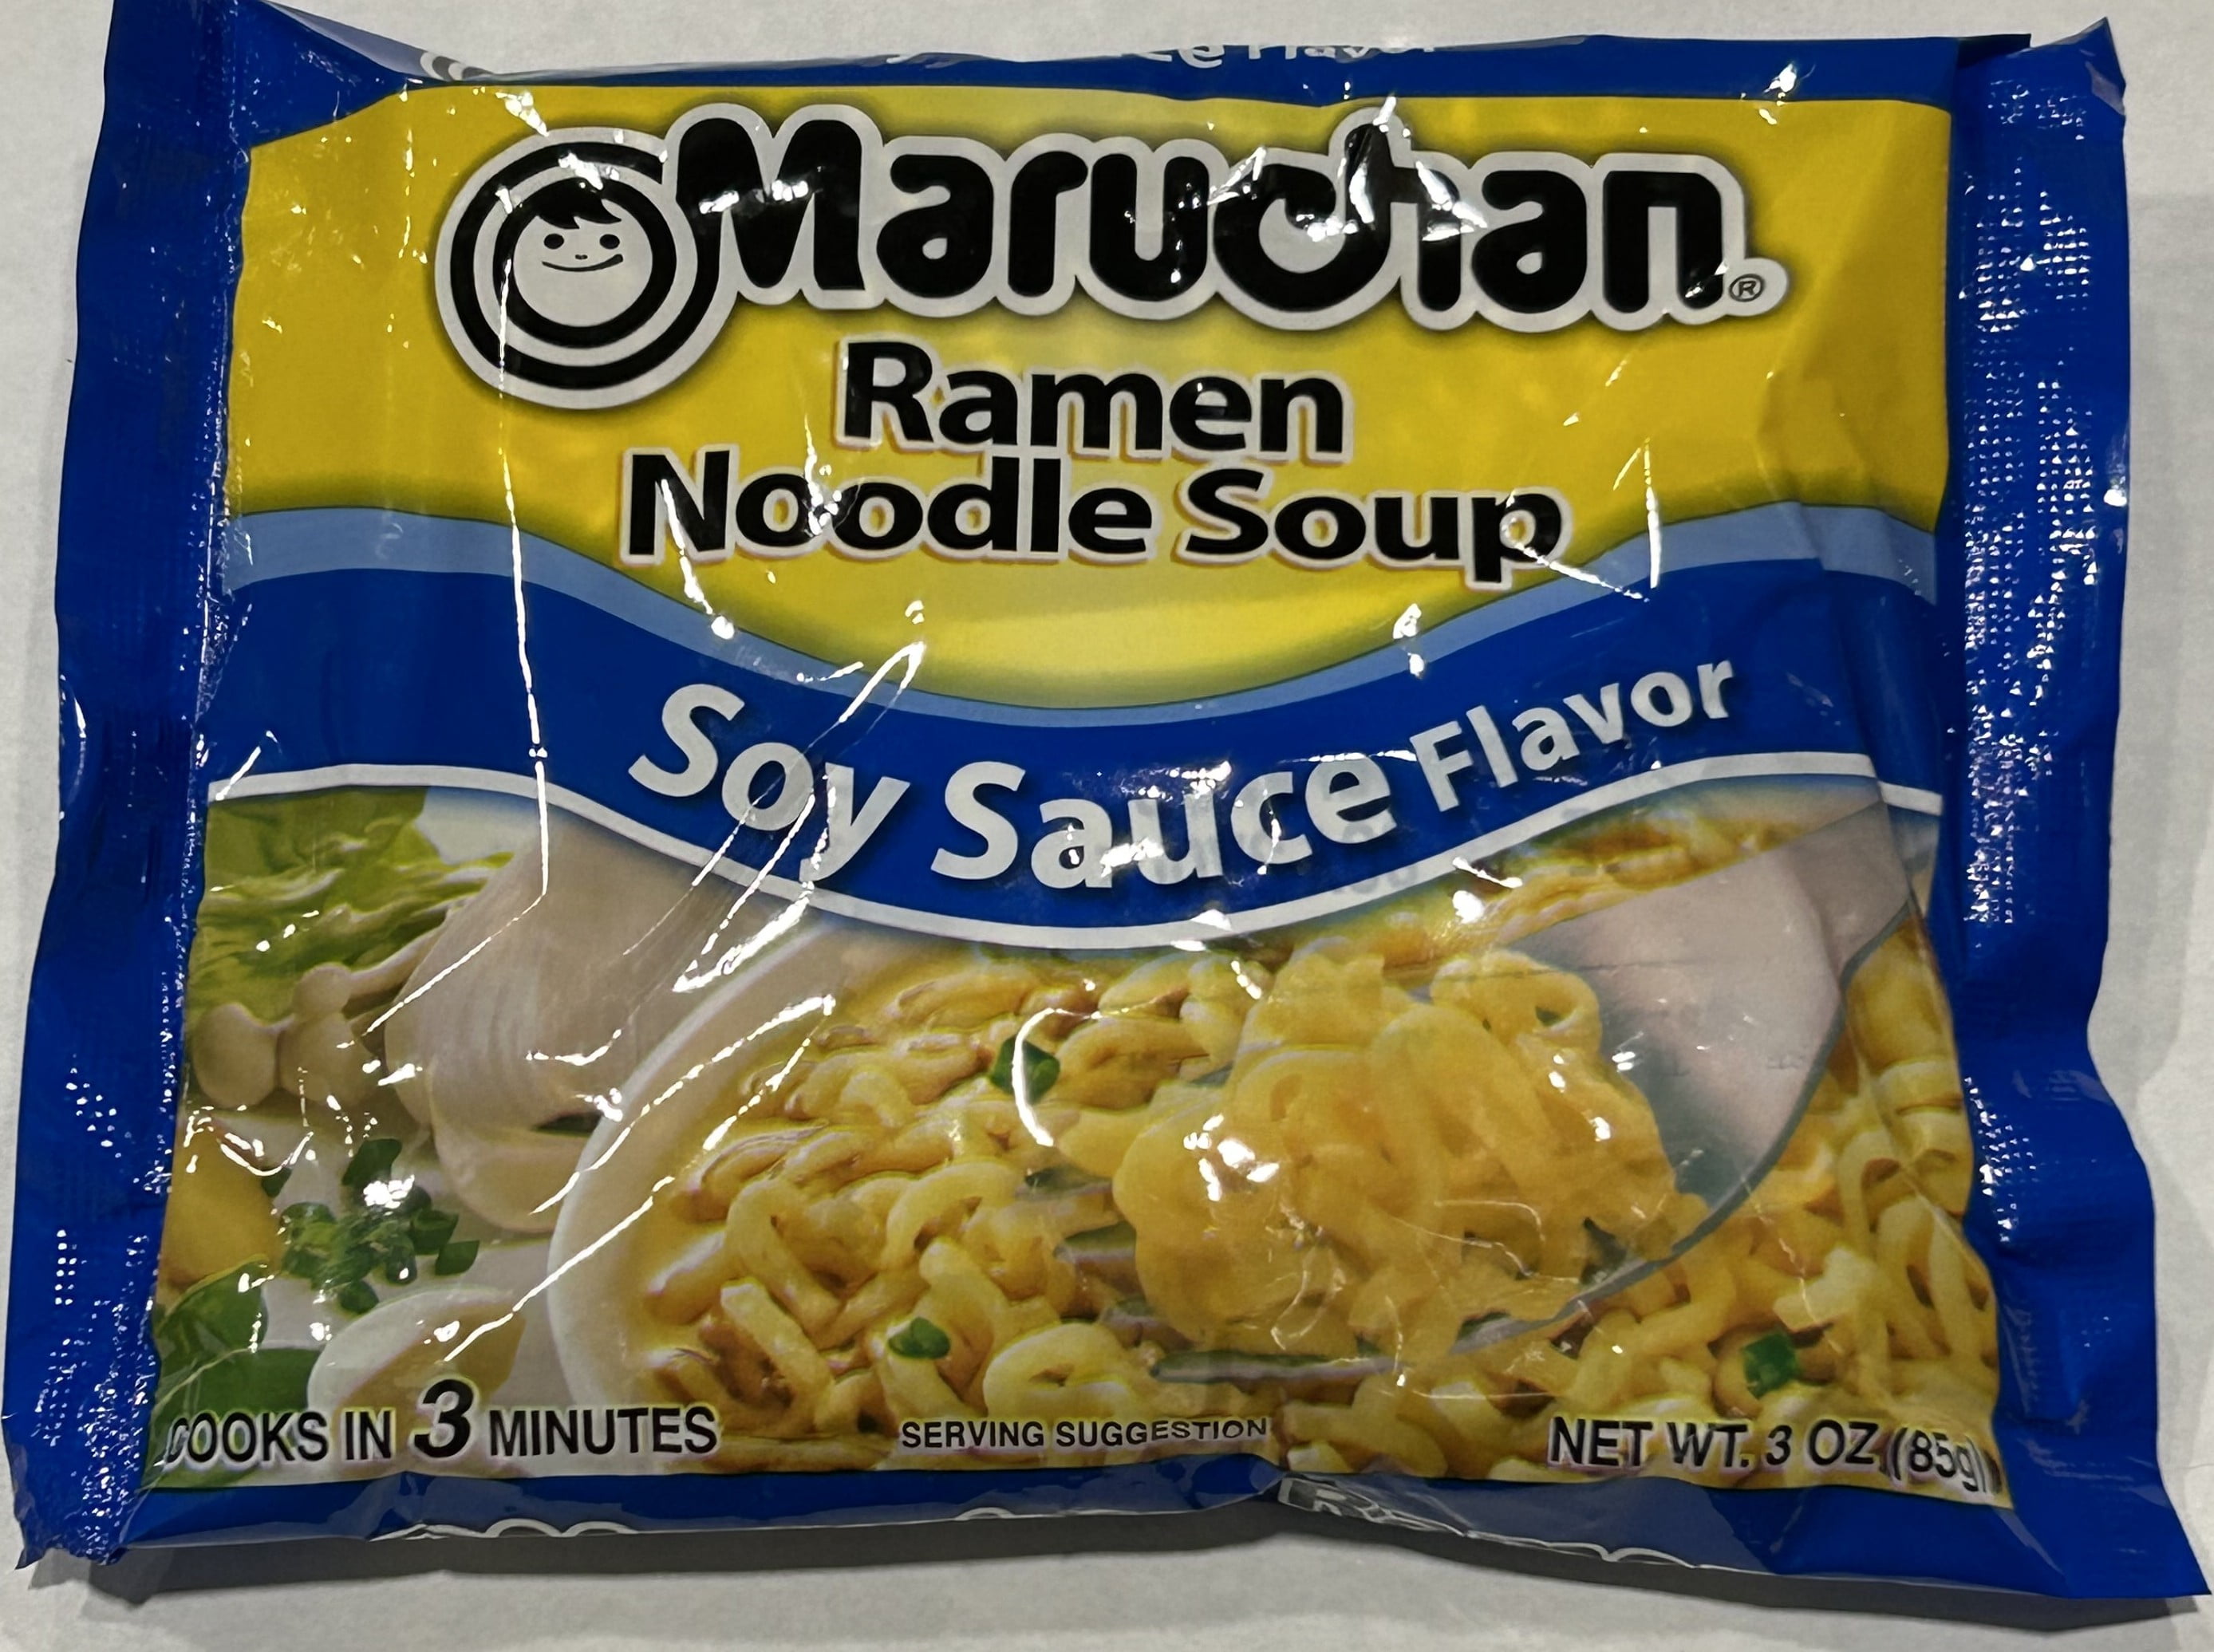 Maruchan®
Ramen
Noodle Soup
Soy Sauce Flavor
COOKS IN 3 MINUTES
SERVING SUGGESTION
NET WT. 3 OZ (85g)